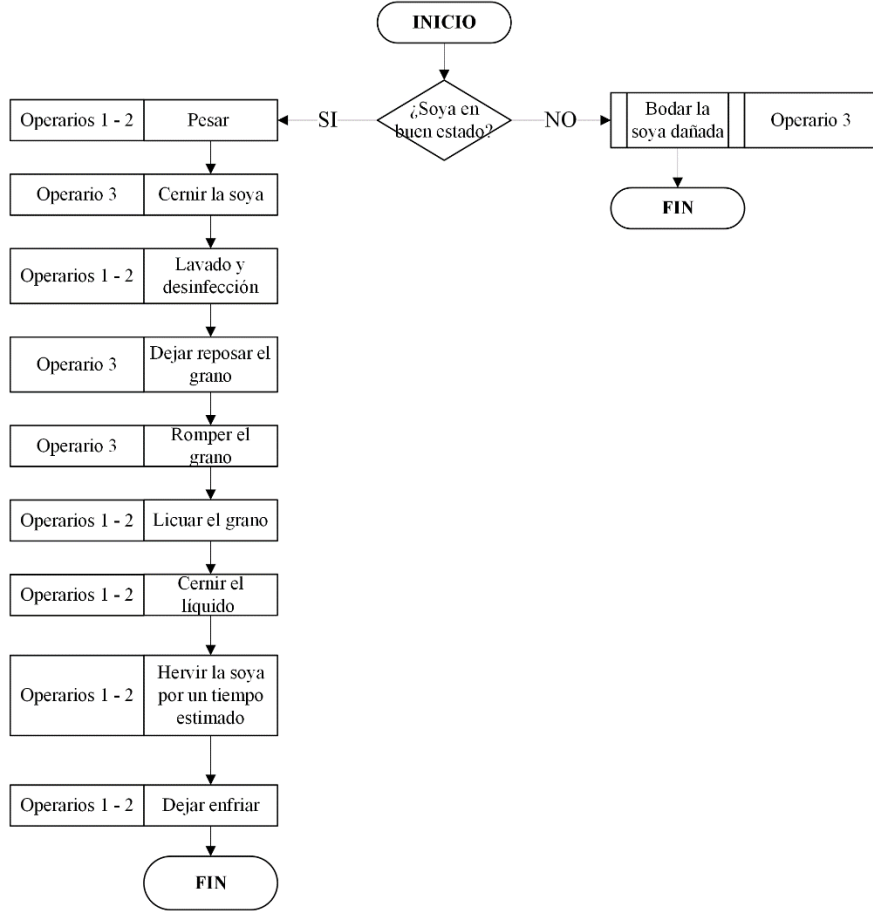 INICIO
¿Soya en
buen estado?
SI
NO
Operarios 1 - 2
Pesar
Bodar la
soya dañada
Operario 3
FIN
Operario 3
Cernir la soya
Operarios 1 - 2
Lavado y
desinfección
Operario 3
Dejar reposar el
grano
Operario 3
Romper el
grano
Operarios 1 - 2
Licuar el grano
Operarios 1 - 2
Cernir el
líquido
Operarios 1 - 2
Hervir la soya
por un tiempo
estimado
Operarios 1 - 2
Dejar enfriar
FIN